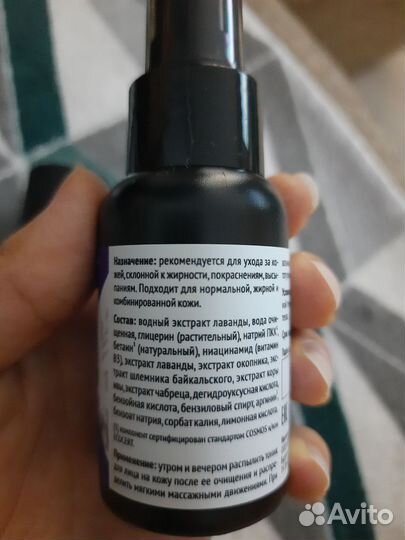 Назначение: рекомендуется для ухода за ко-
жей, склонной к жирности, покраснениям, высы-
паниям. Подходит для нормальной, жирной и
комбинированной кожи.
Состав: водный экстракт лаванды, вода очи-
щенная, глицерин (растительный), натрий ПКК¹,
бетаин¹ (натуральный), ниацинамид (витамин
B3), экстракт лаванды, экстракт окопника, экс-
тракт шлемника байкальского, экстракт коры
ивы, экстракт чабреца, дегидроуксусная кислота,
бензойная кислота, бензиловый спирт, аргинин,
бензоат натрия, сорбат калия, лимонная кислота.
компонент сертифицирован стандартом COSMOS
ECOCERT.
Применение: утром и вечером распылить тоник
для лица на кожу после ее очищения и распре-
делить мягкими массажными движениями. При
Avito